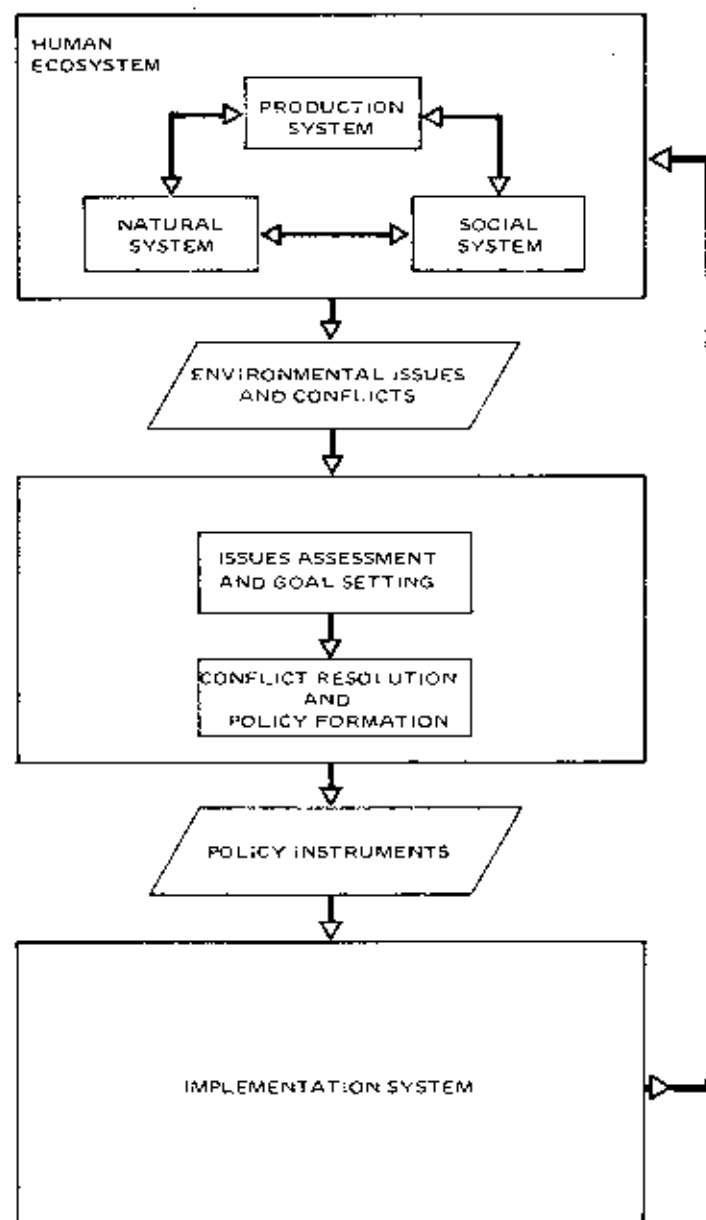 HUMAN
ECOSYSTEM
PRODUCTION
SYSTEM
NATURAL
SYSTEM
SOCIAL
SYSTEM
ENVIRONMENTAL ISSUES
AND CONFLICTS
ISSUES ASSESSMENT
AND GOAL SETTING
CONFLICT RESOLUTION
AND
POLICY FORMATION
POLICY INSTRUMENTS
IMPLEMENTATION SYSTEM